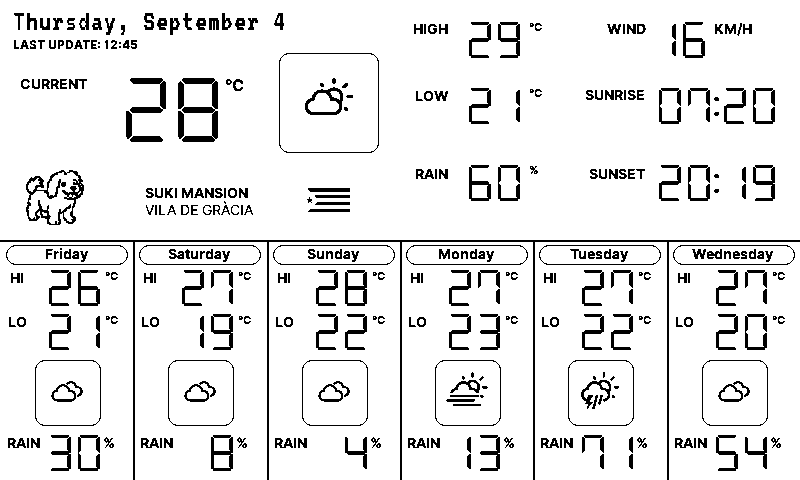 Thursday, September 4
LAST UPDATE: 12:45
CURRENT 28 °C
SUKI MANSION
VILA DE GRÀCIA
HIGH 29 °C
LOW 21 °C
RAIN 60 %
WIND 16 KM/H
SUNRISE 07:20
SUNSET 20:19
Friday
HI 26 °C
LO 21 °C
RAIN 30 %
Saturday
HI 27 °C
LO 19 °C
RAIN 8 %
Sunday
HI 28 °C
LO 22 °C
RAIN 4 %
Monday
HI 27 °C
LO 23 °C
RAIN 13 %
Tuesday
HI 27 °C
LO 22 °C
RAIN 71 %
Wednesday
HI 27 °C
LO 20 °C
RAIN 54 %